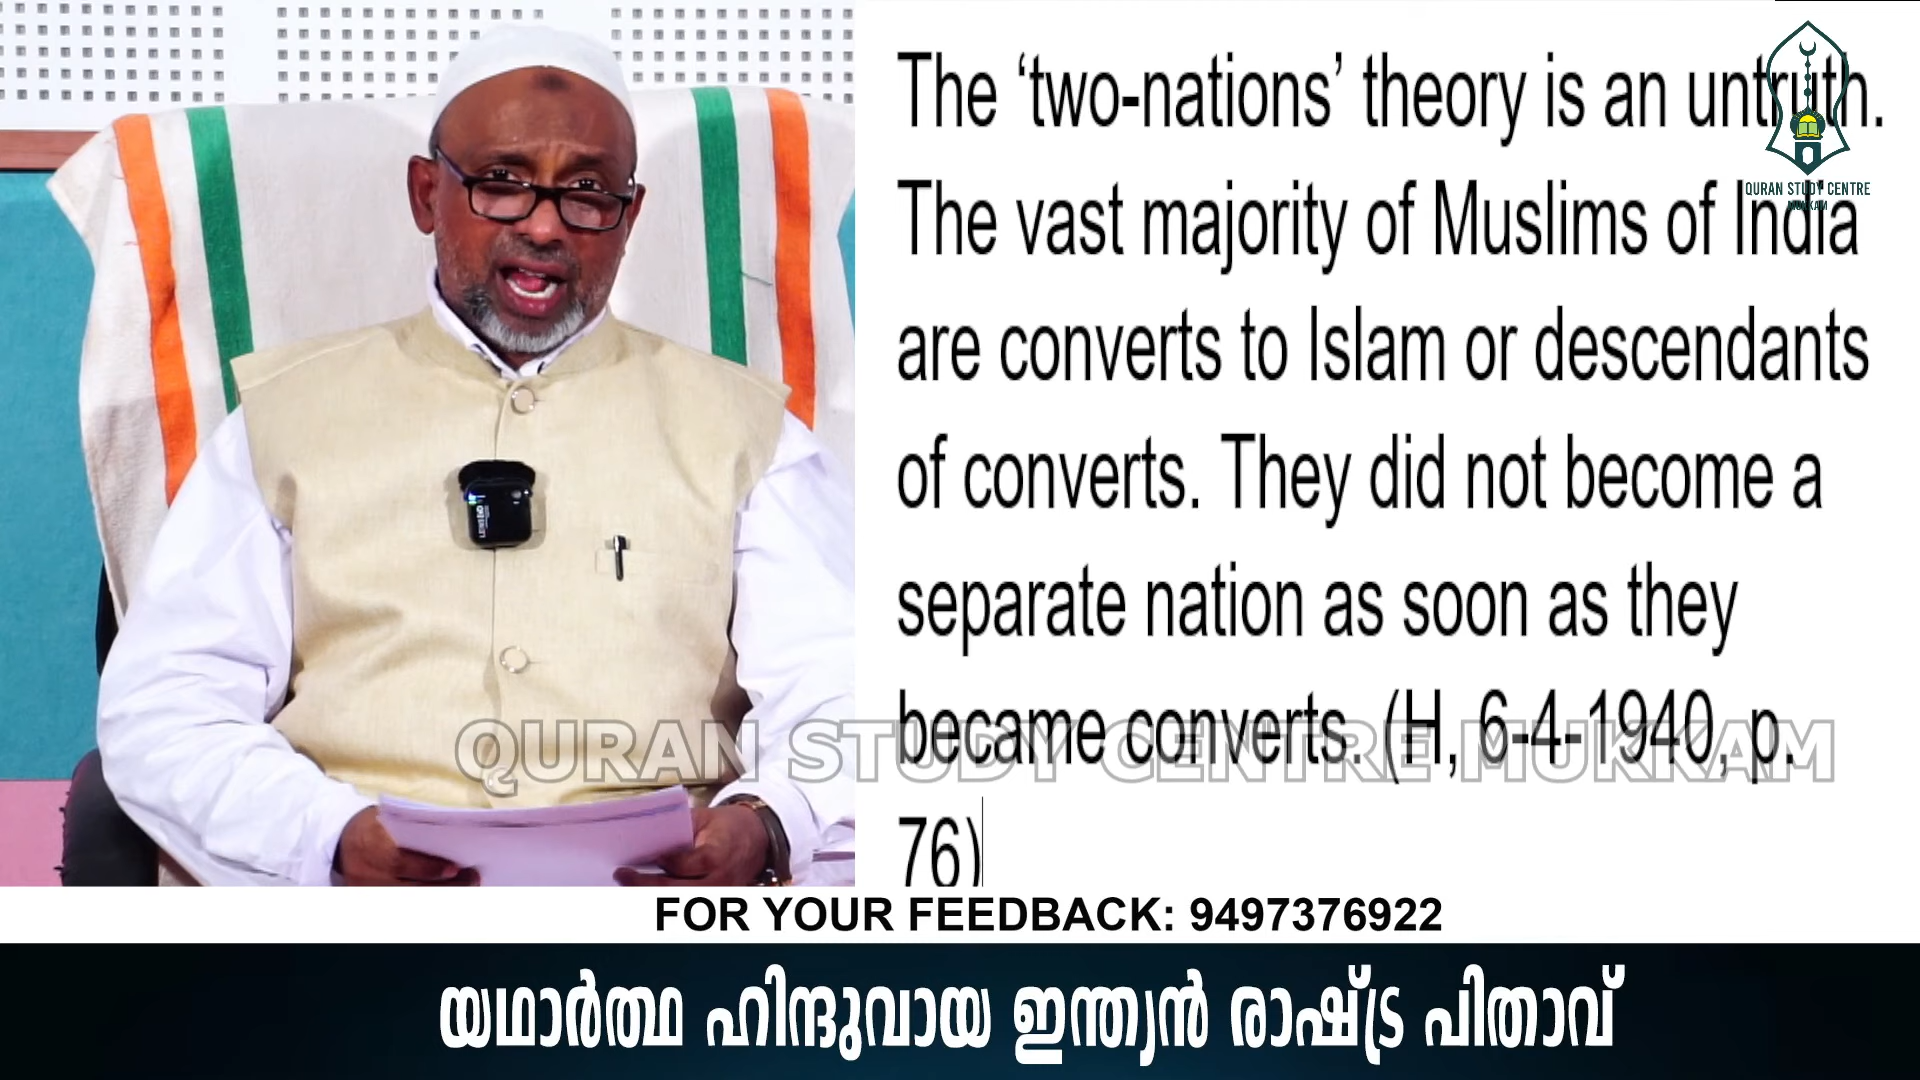 The ‘two-nations’ theory is an untruth.
The vast majority of Muslims of India
are converts to Islam or descendants
of converts. They did not become a
separate nation as soon as they
became converts. (H, 6-4-1940, p.
76)
QURAN STUDY CENTRE
MUKKAM
QURAN STUDY CENTRE MUKKAM
FOR YOUR FEEDBACK: 9497376922
യഥാർത്ഥ ഹിന്ദുവായ ഇന്ത്യൻ രാഷ്ട്ര പിതാവ്